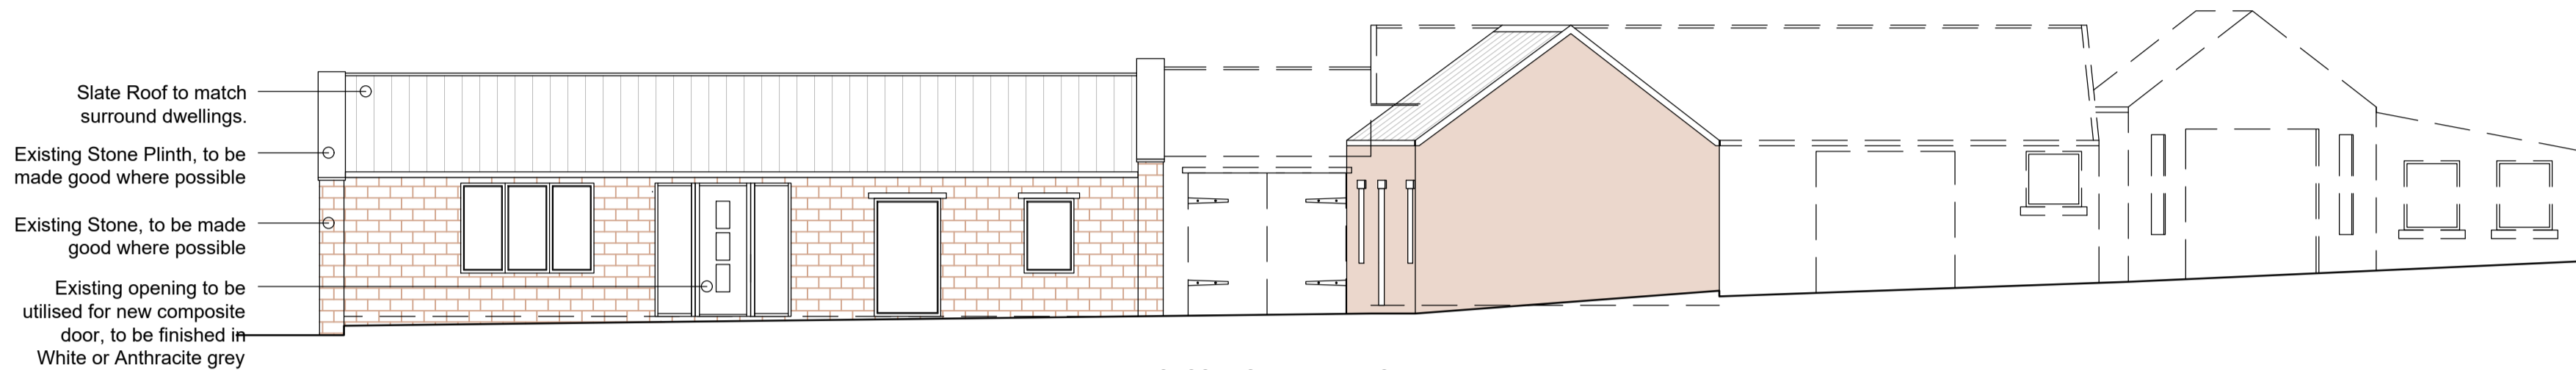 Slate Roof to match
surround dwellings.
Existing Stone Plinth, to be
made good where possible
Existing Stone, to be made
good where possible
Existing opening to be
utilised for new composite
door, to be finished in
White or Anthracite grey